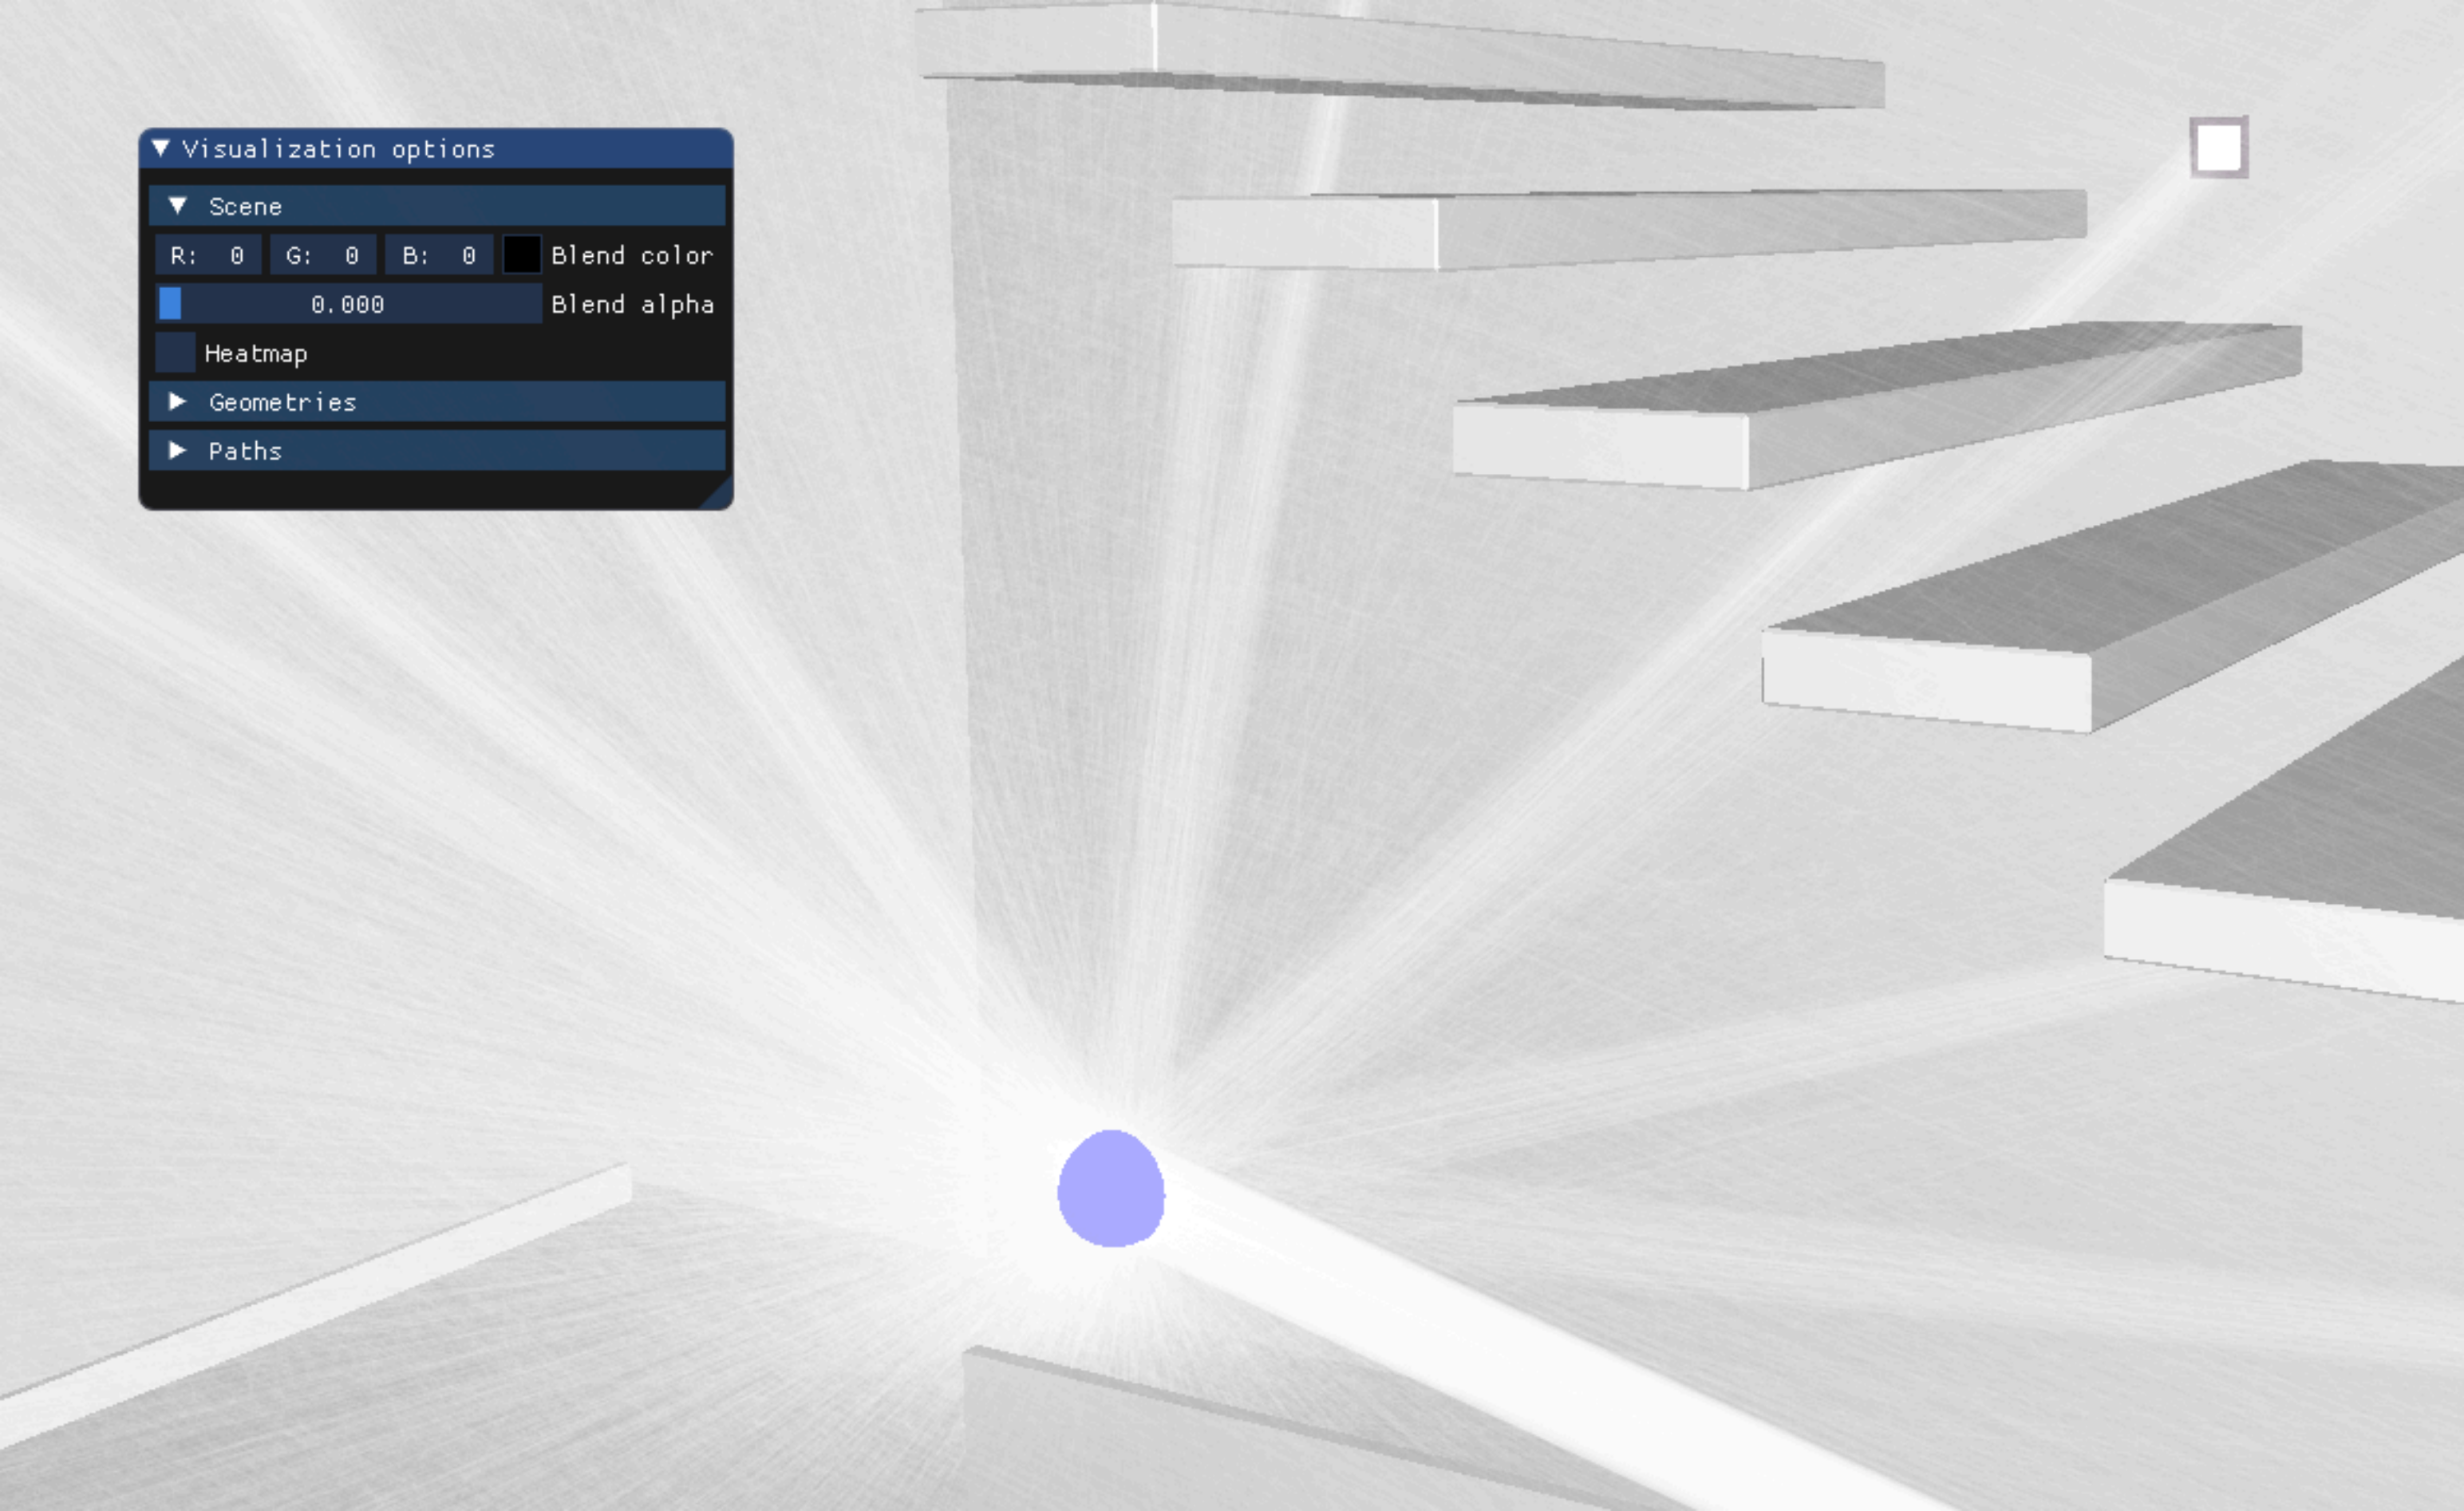 Visualization options
Scene
R: 0 G: 0 B: 0 Blend color
0.000 Blend alpha
Heatmap
Geometries
Paths